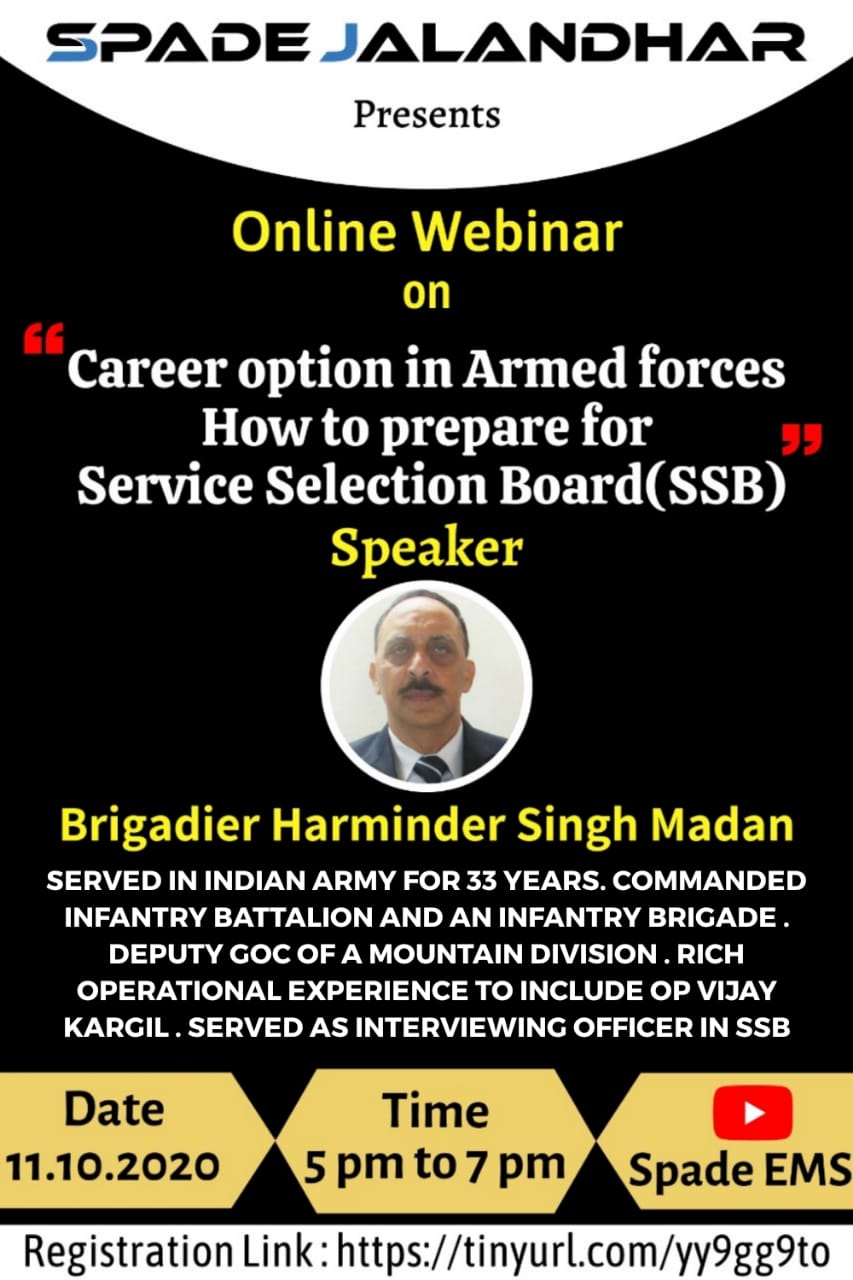 SPADE JALANDHAR
Presents
Online Webinar
on
“Career option in Armed forces
How to prepare for
Service Selection Board(SSB)”
Speaker
Brigadier Harminder Singh Madan
SERVED IN INDIAN ARMY FOR 33 YEARS. COMMANDED
INFANTRY BATTALION AND AN INFANTRY BRIGADE .
DEPUTY GOC OF A MOUNTAIN DIVISION . RICH
OPERATIONAL EXPERIENCE TO INCLUDE OP VIJAY
KARGIL . SERVED AS INTERVIEWING OFFICER IN SSB
Date
11.10.2020
Time
5 pm to 7 pm
Spade EMS
Registration Link : https://tinyurl.com/yy9gg9to